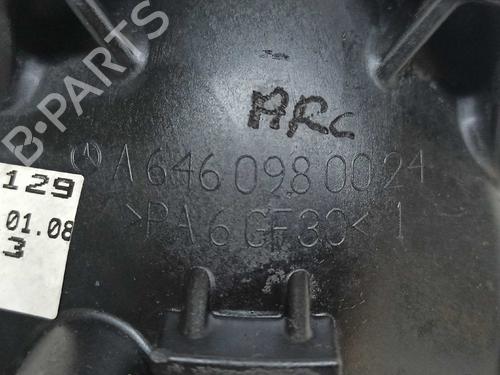 B-PARTS
ARC
A 646 098 00 24
>PA 6 GF30< 1
129
01.08
3